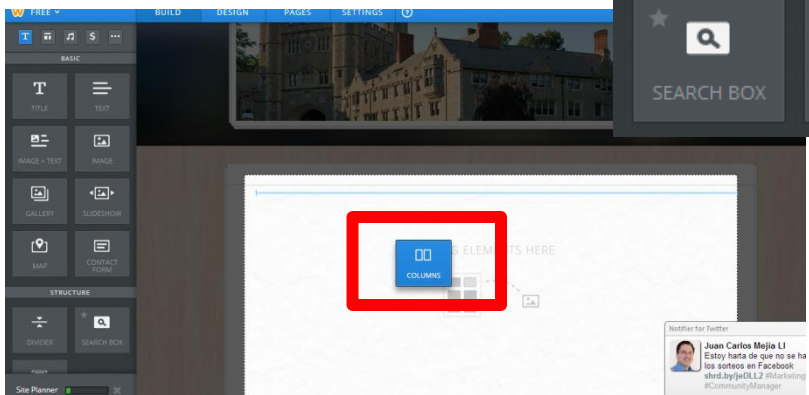 FREE
BUILD
DESIGN
PAGES
SETTINGS
T
$
BASIC
T
TITLE
TEXT
IMAGE + TEXT
IMAGE
GALLERY
SLIDESHOW
MAP
CONTACT
FORM
STRUCTURE
DIVIDER
SEARCH BOX
Site Planner
SEARCH BOX
ELEMENTS HERE
COLUMNS
Notifier for Twitter
Juan Carlos Mejía Ll
Estoy harta de que no se ha
los sorteos en Facebook
shrd.by/jeDLL2 #Marketing
#CommunityManager